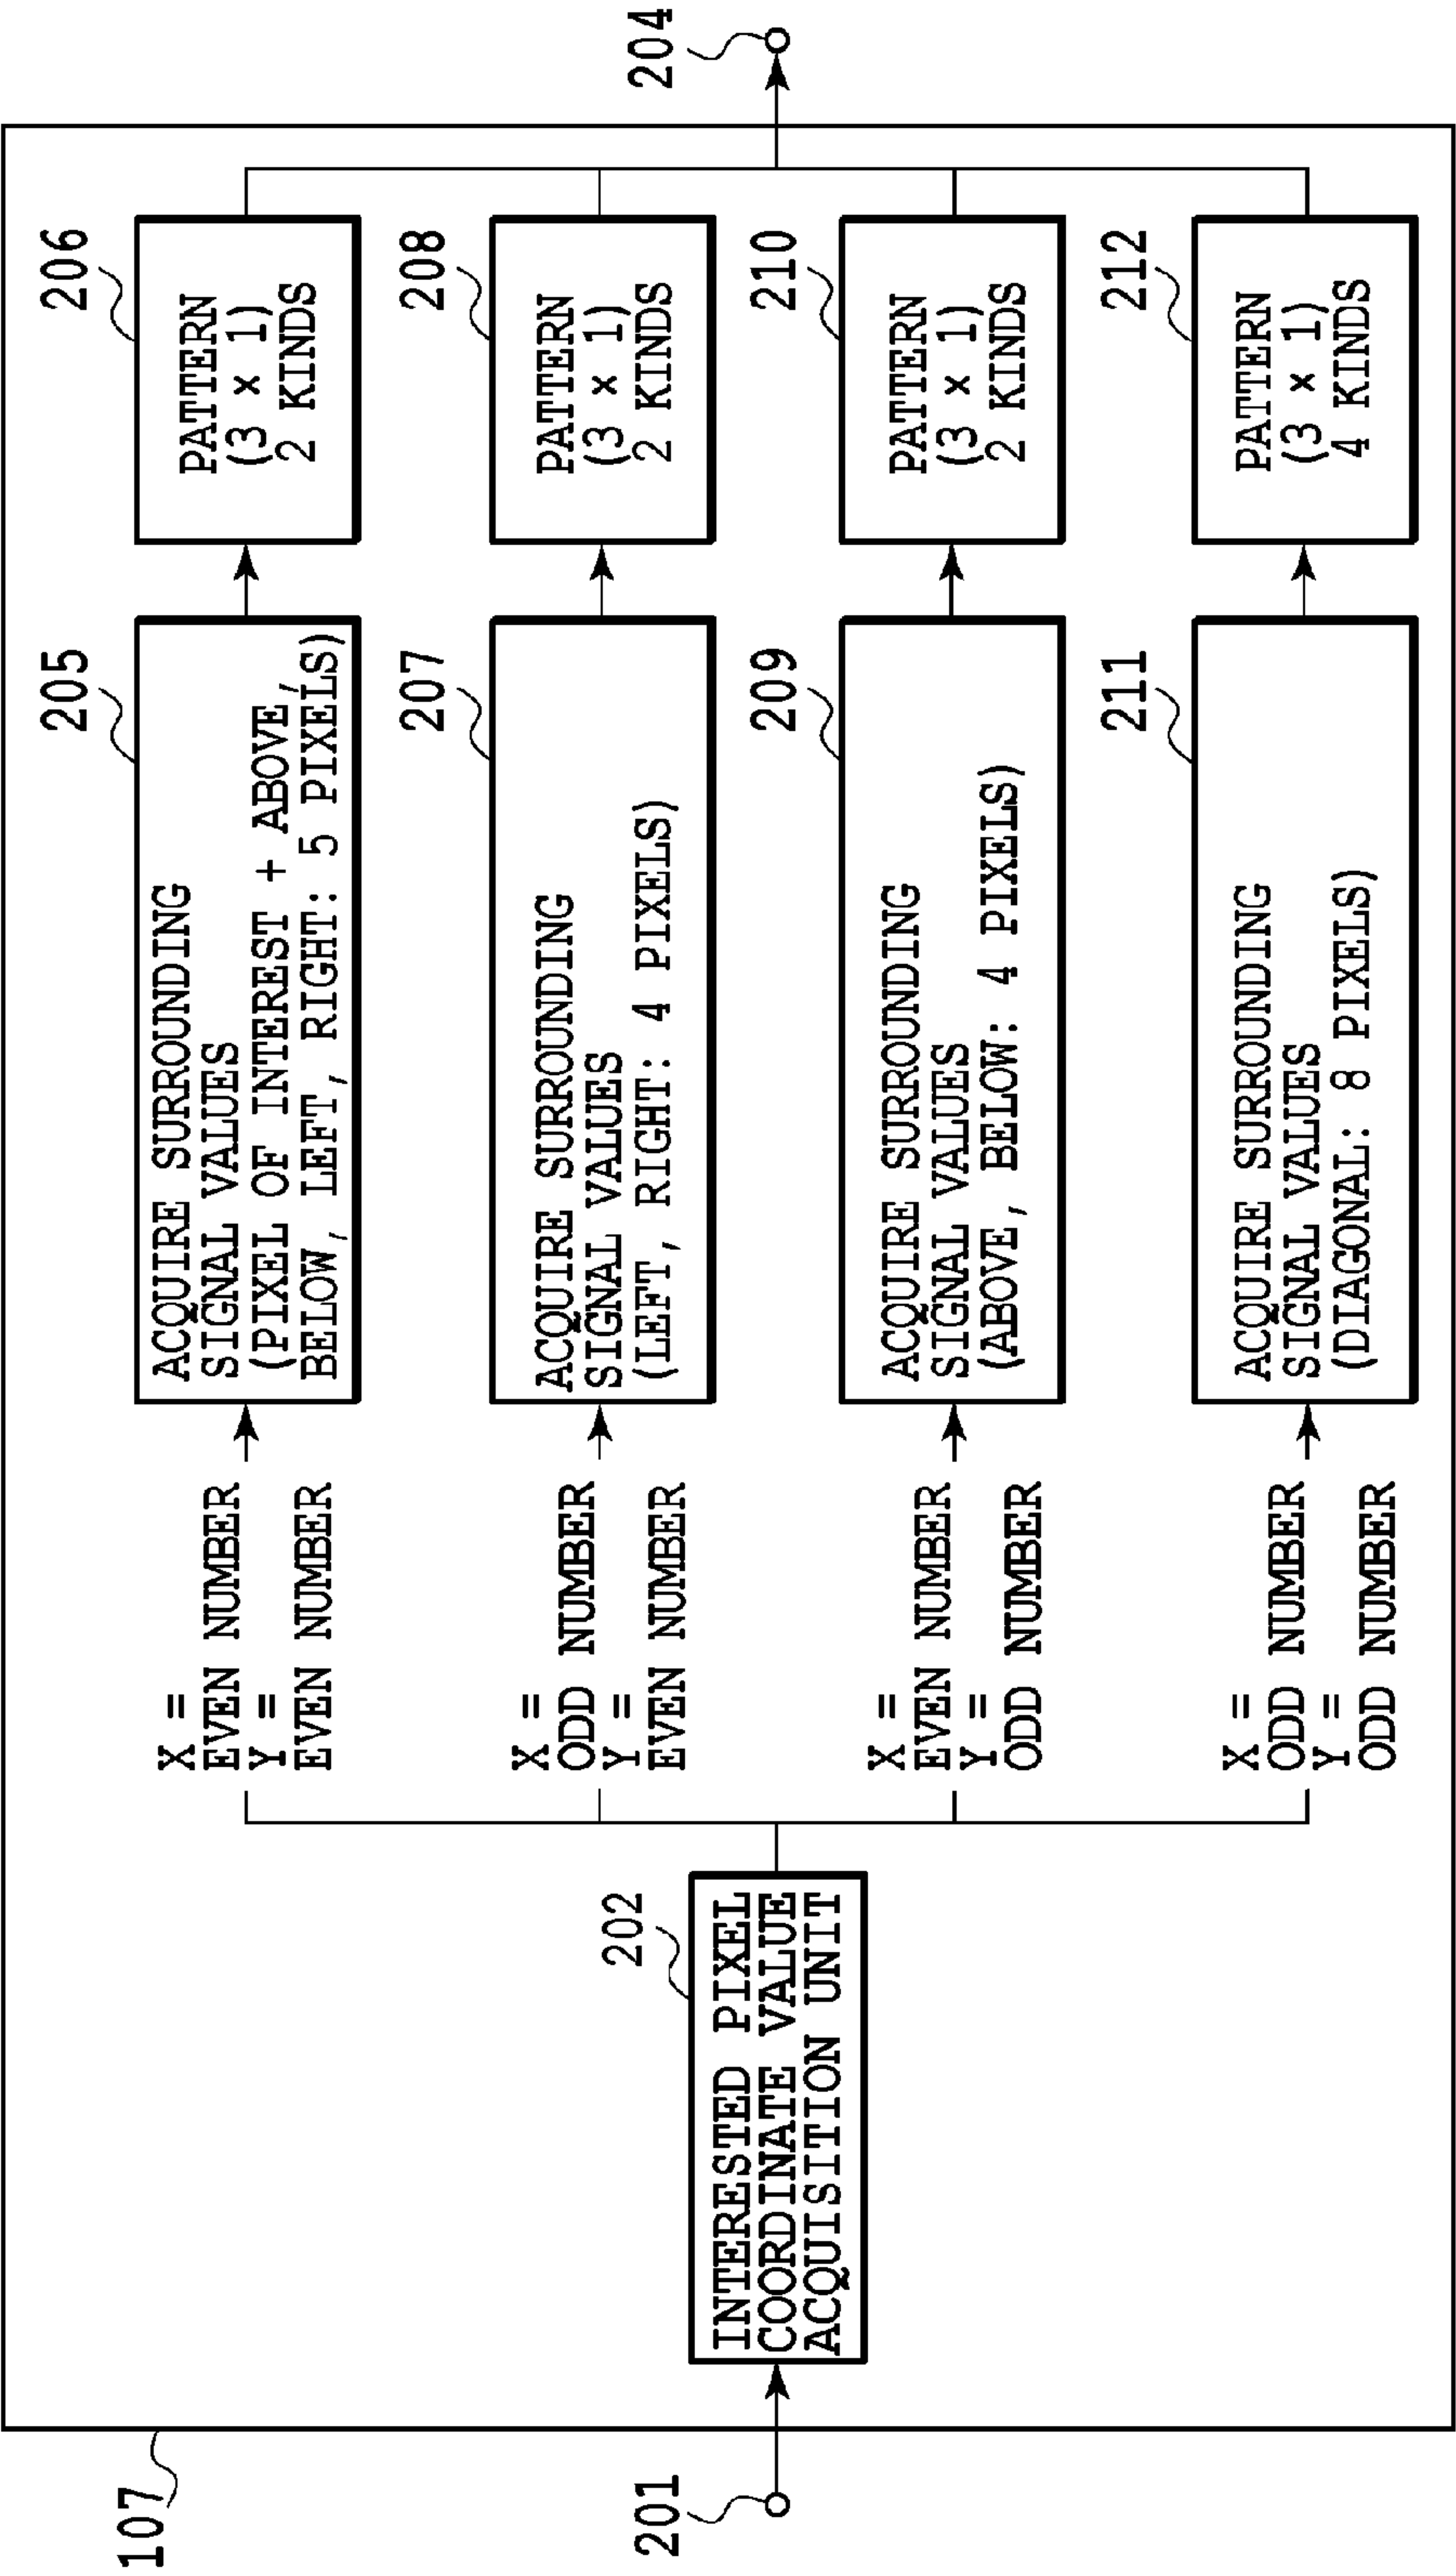 107
201
202
INTERESTED PIXEL
COORDINATE VALUE
ACQUISITION UNIT
X =
EVEN NUMBER
Y =
EVEN NUMBER
205
ACQUIRE SURROUNDING
SIGNAL VALUES
(PIXEL OF INTEREST + ABOVE,
BELOW, LEFT, RIGHT: 5 PIXELS)
206
PATTERN
(3 × 1)
2 KINDS
X =
ODD NUMBER
Y =
EVEN NUMBER
207
ACQUIRE SURROUNDING
SIGNAL VALUES
(LEFT, RIGHT: 4 PIXELS)
208
PATTERN
(3 × 1)
2 KINDS
X =
EVEN NUMBER
Y =
ODD NUMBER
209
ACQUIRE SURROUNDING
SIGNAL VALUES
(ABOVE, BELOW: 4 PIXELS)
210
PATTERN
(3 × 1)
2 KINDS
X =
ODD NUMBER
Y =
ODD NUMBER
211
ACQUIRE SURROUNDING
SIGNAL VALUES
(DIAGONAL: 8 PIXELS)
212
PATTERN
(3 × 1)
4 KINDS
204